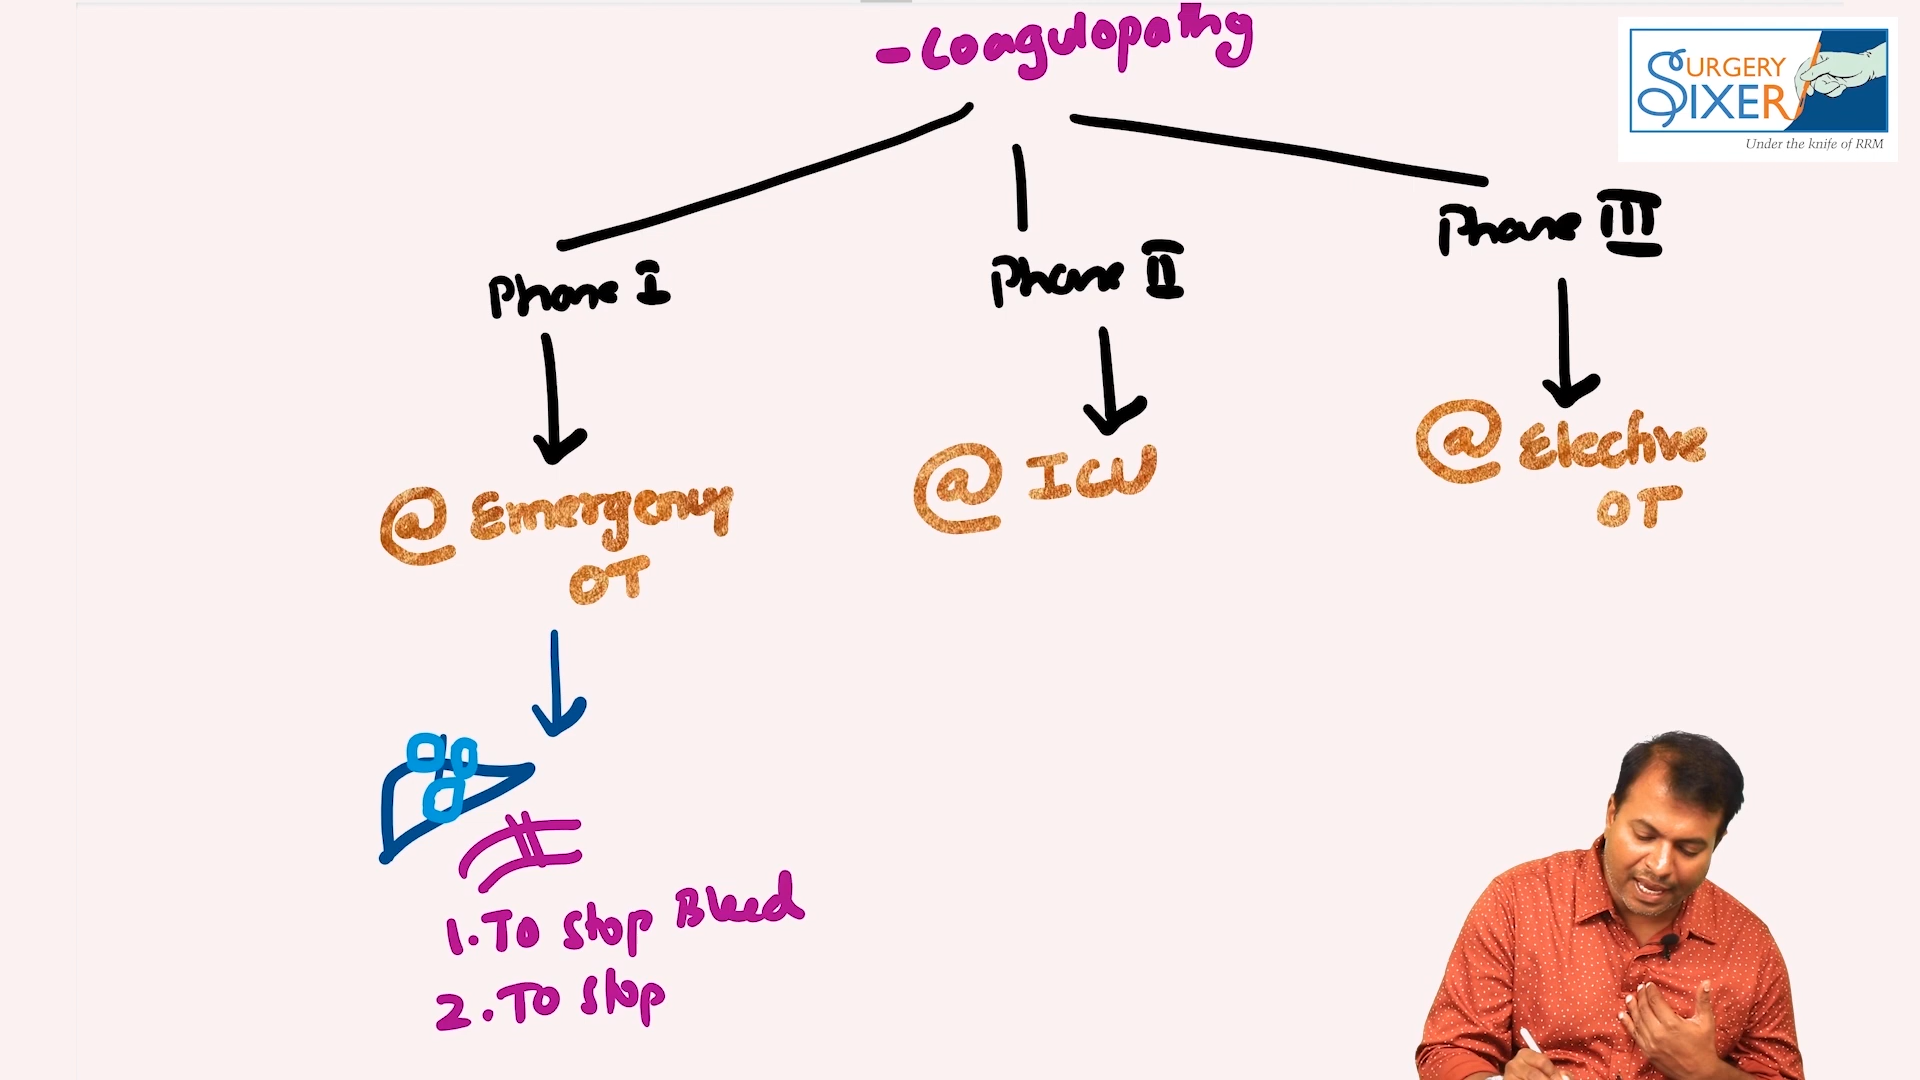 - Coagulopathy
SURGERY
SIXER
Under the knife of RRM
Phase I
Phase II
Phase III
@ Emergency
OT
@ ICU
@ Elective
OT
1. To Stop Bleed
2. To Stop